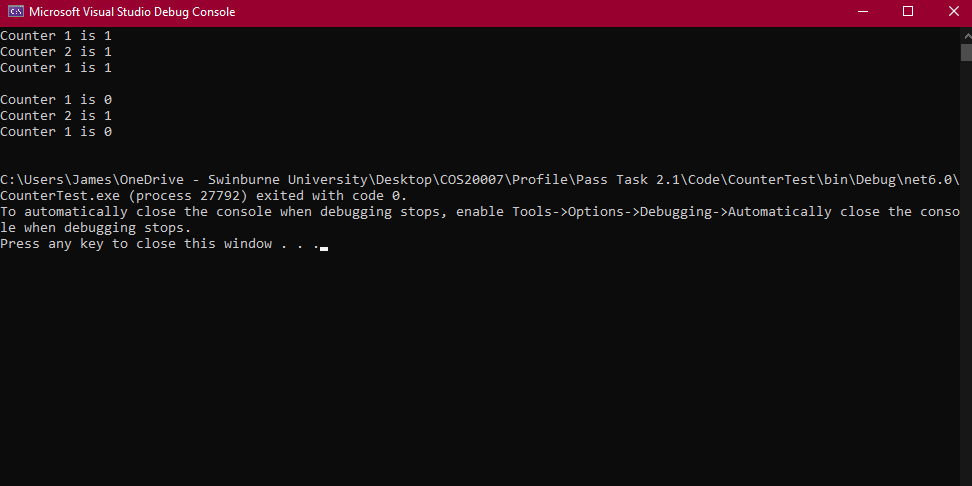 Microsoft Visual Studio Debug Console
Counter 1 is 1
Counter 2 is 1
Counter 1 is 1
Counter 1 is 0
Counter 2 is 1
Counter 1 is 0
C:\Users\James\OneDrive - Swinburne University\Desktop\COS20007\Profile\Pass Task 2.1\Code\CounterTest\bin\Debug\net6.0\
CounterTest.exe (process 27792) exited with code 0.
To automatically close the console when debugging stops, enable Tools->Options->Debugging->Automatically close the conso
le when debugging stops.
Press any key to close this window . . .